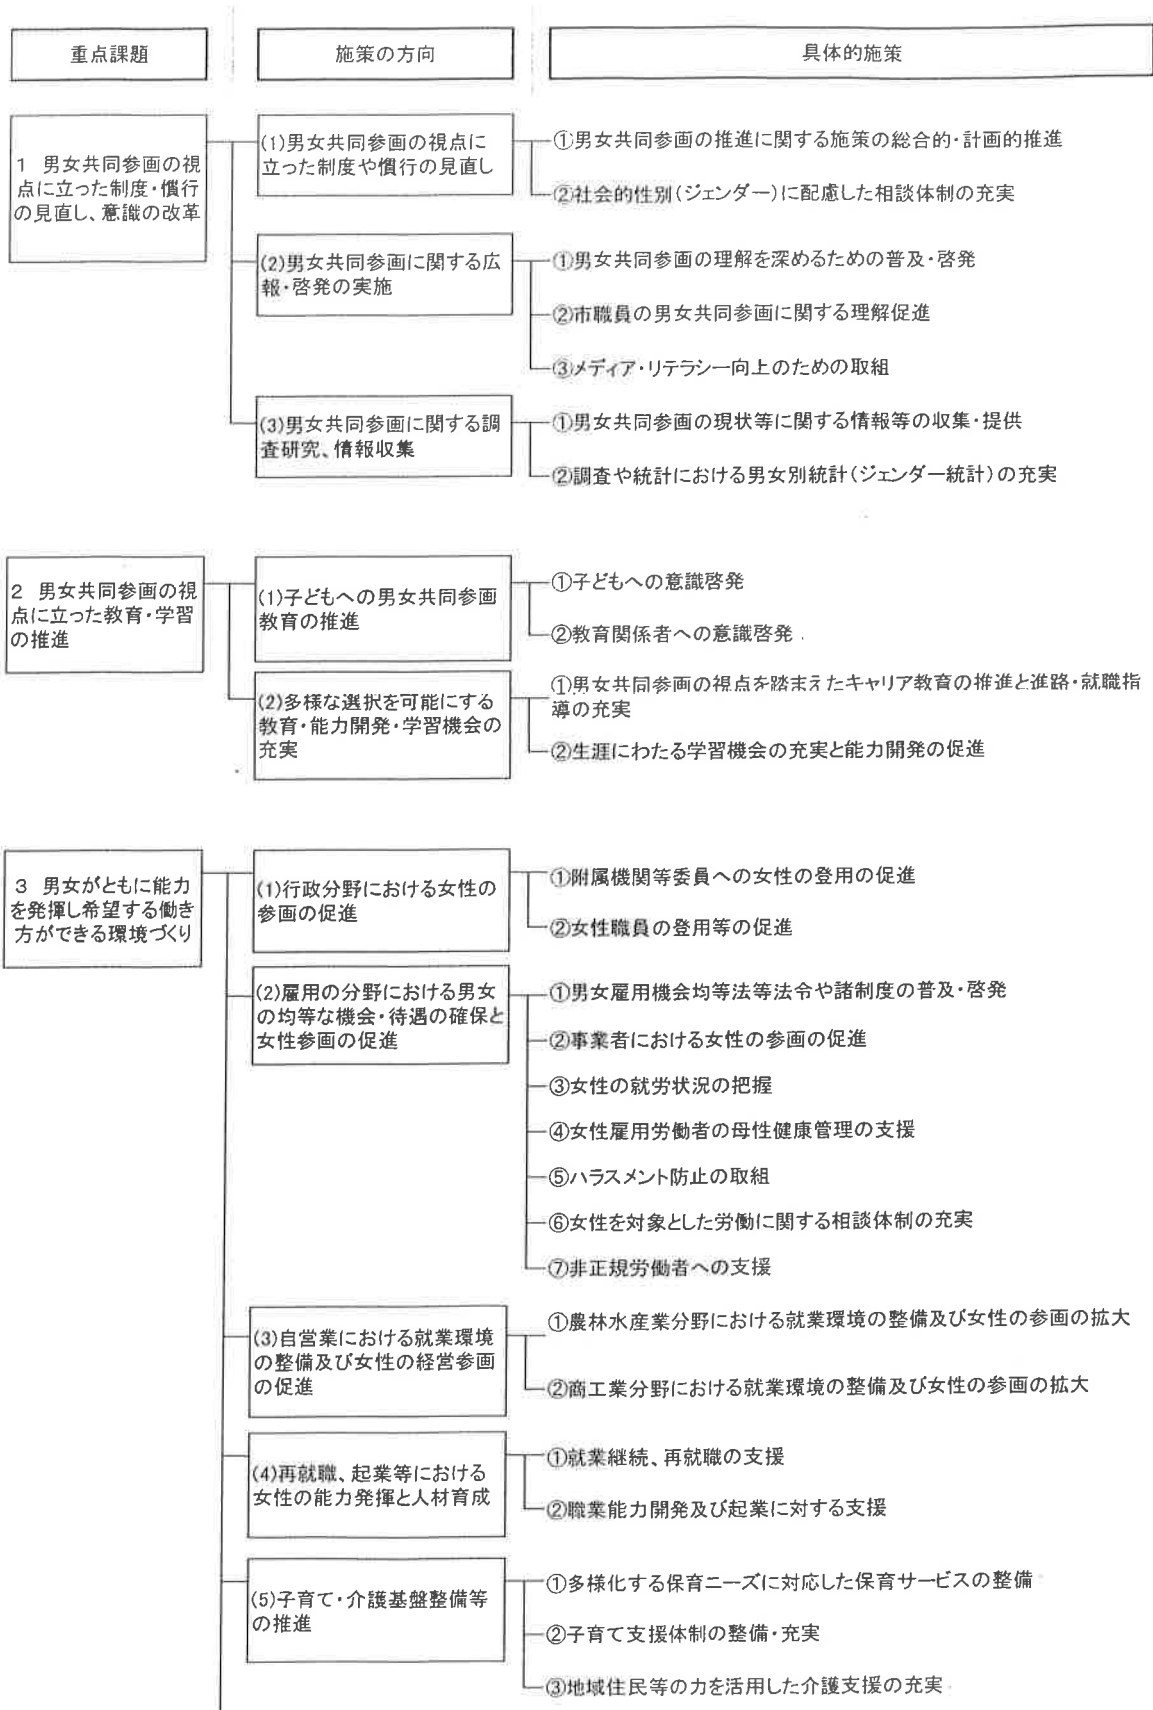 重点課題
施策の方向
具体的施策
1 男女共同参画の視
点に立った制度・慣行
の見直し、意識の改革
(1)男女共同参画の視点に
立った制度や慣行の見直し
①男女共同参画の推進に関する施策の総合的・計画的推進
②社会的性別(ジェンダー)に配慮した相談体制の充実
(2)男女共同参画に関する広
報・啓発の実施
①男女共同参画の理解を深めるための普及・啓発
②市職員の男女共同参画に関する理解促進
③メディア・リテラシー向上のための取組
(3)男女共同参画に関する調
査研究、情報収集
①男女共同参画の現状等に関する情報等の収集・提供
②調査や統計における男女別統計(ジェンダー統計)の充実
2 男女共同参画の視
点に立った教育・学習
の推進
(1)子どもへの男女共同参画
教育の推進
①子どもへの意識啓発
②教育関係者への意識啓発
(2)多様な選択を可能にする
教育・能力開発・学習機会の
充実
①男女共同参画の視点を踏まえたキャリア教育の推進と進路・就職指
導の充実
②生涯にわたる学習機会の充実と能力開発の促進
3 男女がともに能力
を発揮し希望する働き
方ができる環境づくり
(1)行政分野における女性の
参画の促進
①附属機関等委員への女性の登用の促進
②女性職員の登用等の促進
(2)雇用の分野における男女
の均等な機会・待遇の確保と
女性参画の促進
①男女雇用機会均等法等法令や諸制度の普及・啓発
②事業者における女性の参画の促進
③女性の就労状況の把握
④女性雇用労働者の母性健康管理の支援
⑤ハラスメント防止の取組
⑥女性を対象とした労働に関する相談体制の充実
⑦非正規労働者への支援
(3)自営業における就業環境
の整備及び女性の経営参画
の促進
①農林水産業分野における就業環境の整備及び女性の参画の拡大
②商工業分野における就業環境の整備及び女性の参画の拡大
(4)再就職、起業等における
女性の能力発揮と人材育成
①就業継続、再就職の支援
②職業能力開発及び起業に対する支援
(5)子育て・介護基盤整備等
の推進
①多様化する保育ニーズに対応した保育サービスの整備
②子育て支援体制の整備・充実
③地域住民等の力を活用した介護支援の充実